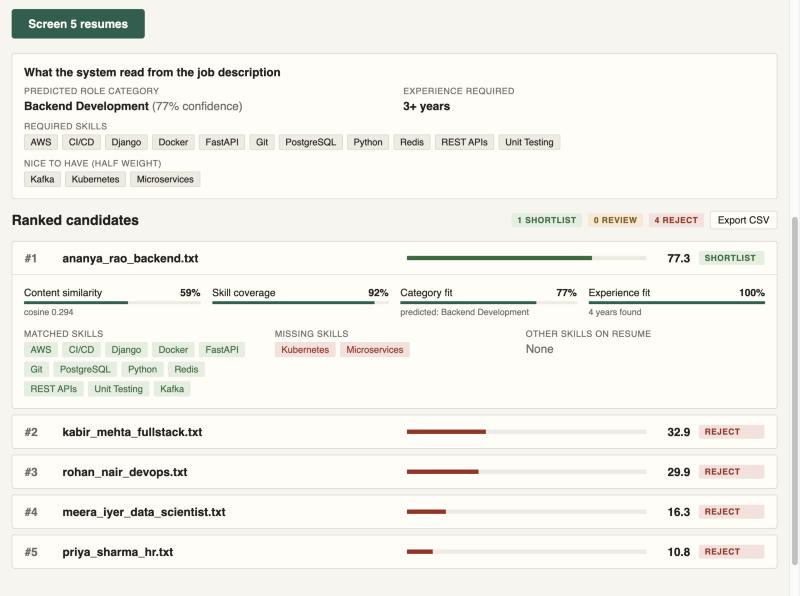 Screen 5 resumes
What the system read from the job description
PREDICTED ROLE CATEGORY
Backend Development (77% confidence)
EXPERIENCE REQUIRED
3+ years
REQUIRED SKILLS
AWS CI/CD Django Docker FastAPI Git PostgreSQL Python Redis REST APIs Unit Testing
NICE TO HAVE (HALF WEIGHT)
Kafka Kubernetes Microservices
Ranked candidates 1 SHORTLIST 0 REVIEW 4 REJECT Export CSV
#1 ananya_rao_backend.txt 77.3 SHORTLIST
Content similarity 59%
cosine 0.294
Skill coverage 92%
Category fit 77%
predicted: Backend Development
Experience fit 100%
4 years found
MATCHED SKILLS
AWS CI/CD Django Docker FastAPI
Git PostgreSQL Python Redis
REST APIs Unit Testing Kafka
MISSING SKILLS
Kubernetes Microservices
OTHER SKILLS ON RESUME
None
#2 kabir_mehta_fullstack.txt 32.9 REJECT
#3 rohan_nair_devops.txt 29.9 REJECT
#4 meera_iyer_data_scientist.txt 16.3 REJECT
#5 priya_sharma_hr.txt 10.8 REJECT